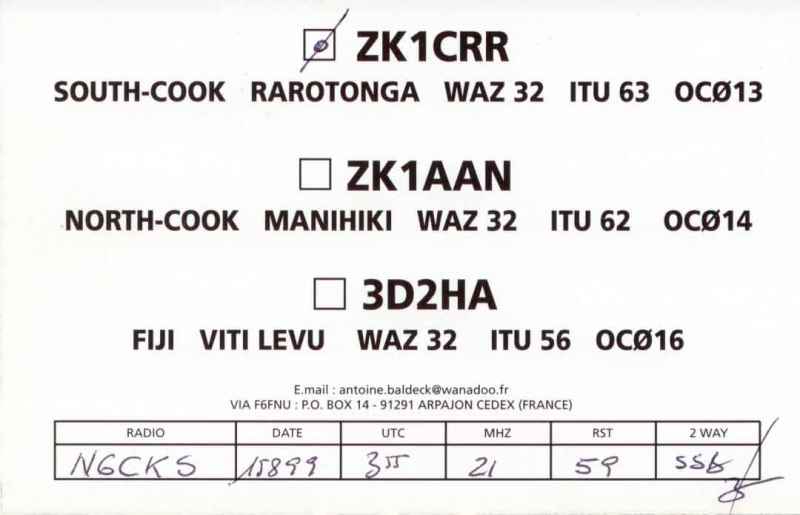 ZK1CRR
SOUTH-COOK RAROTONGA WAZ 32 ITU 63 OCØ13
ZK1AAN
NORTH-COOK MANIHIKI WAZ 32 ITU 62 OCØ14
3D2HA
FIJI VITI LEVU WAZ 32 ITU 56 OCØ16
E.mail : antoine.baldeck@wanadoo.fr
VIA F6FNU : P.O. BOX 14 - 91291 ARPAJON CEDEX (FRANCE)
RADIO DATE UTC MHZ RST 2 WAY
N6CKS 15899 355 21 59 SSB